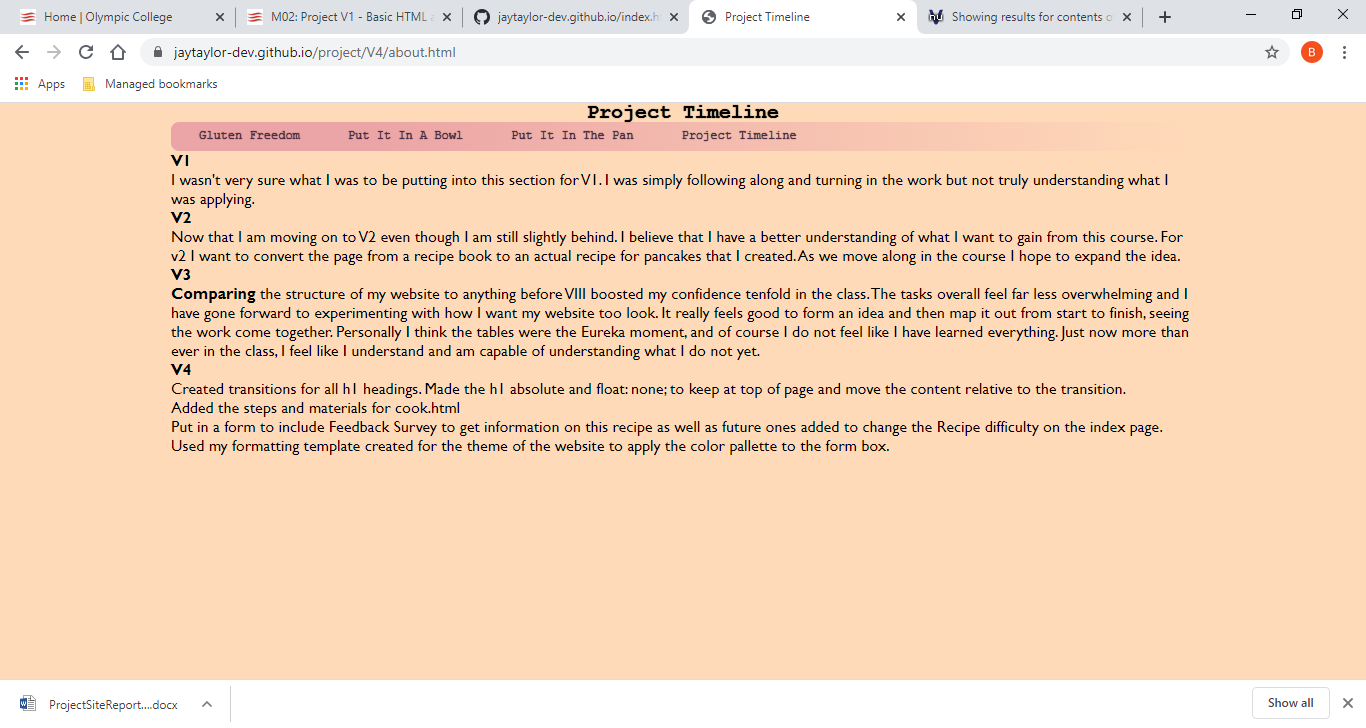 Home | Olympic College
M02: Project V1 - Basic HTML
jaytaylor-dev.github.io/index.h
Project Timeline
Showing results for contents o
jaytaylor-dev.github.io/project/V4/about.html
B
Apps
Managed bookmarks
Project Timeline
Gluten Freedom Put It In A Bowl Put It In The Pan Project Timeline
V1
I wasn't very sure what I was to be putting into this section for V1. I was simply following along and turning in the work but not truly understanding what I
was applying.
V2
Now that I am moving on to V2 even though I am still slightly behind. I believe that I have a better understanding of what I want to gain from this course. For
v2 I want to convert the page from a recipe book to an actual recipe for pancakes that I created. As we move along in the course I hope to expand the idea.
V3
Comparing the structure of my website to anything before VIII boosted my confidence tenfold in the class. The tasks overall feel far less overwhelming and I
have gone forward to experimenting with how I want my website too look. It really feels good to form an idea and then map it out from start to finish, seeing
the work come together. Personally I think the tables were the Eureka moment, and of course I do not feel like I have learned everything. Just now more than
ever in the class, I feel like I understand and am capable of understanding what I do not yet.
V4
Created transitions for all h1 headings. Made the h1 absolute and float: none; to keep at top of page and move the content relative to the transition.
Added the steps and materials for cook.html
Put in a form to include Feedback Survey to get information on this recipe as well as future ones added to change the Recipe difficulty on the index page.
Used my formatting template created for the theme of the website to apply the color pallette to the form box.
ProjectSiteReport....docx
Show all